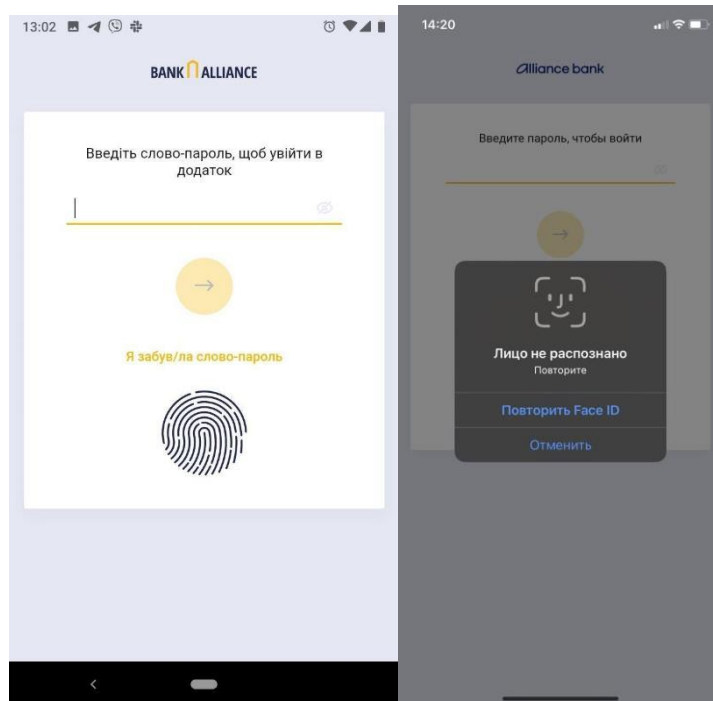 13:02
BANK ALLIANCE
Введіть слово-пароль, щоб увійти в
додаток
Я забув/ла слово-пароль
14:20
Alliance bank
Введите пароль, чтобы войти
Лицо не распознано
Повторите
Повторить Face ID
Отменить